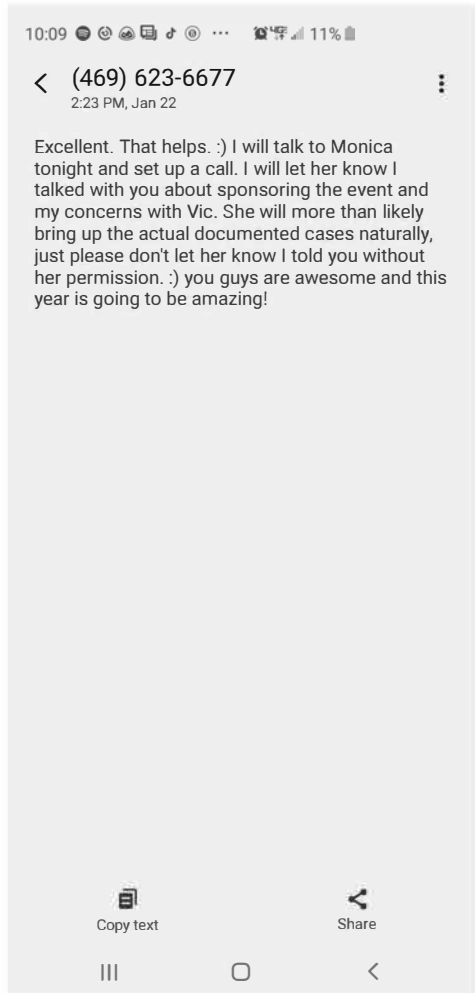 10:09 ... 11%
(469) 623-6677
2:23 PM, Jan 22
Excellent. That helps. :) I will talk to Monica
tonight and set up a call. I will let her know I
talked with you about sponsoring the event and
my concerns with Vic. She will more than likely
bring up the actual documented cases naturally,
just please don't let her know I told you without
her permission. :) you guys are awesome and this
year is going to be amazing!
Copy text
Share